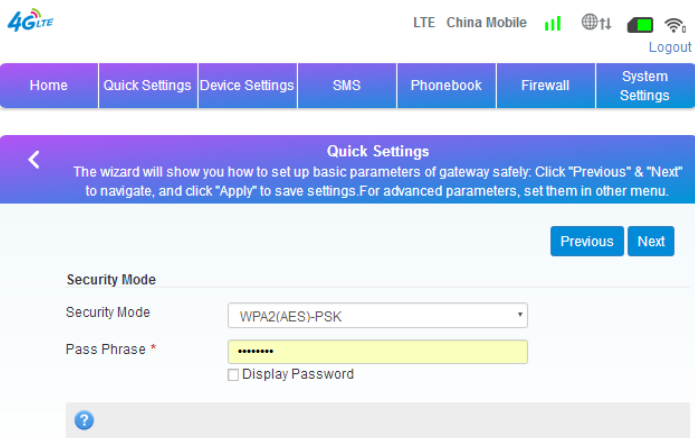 4G LTE
LTE China Mobile
Logout
Home Quick Settings Device Settings SMS Phonebook Firewall System Settings
Quick Settings
The wizard will show you how to set up basic parameters of gateway safely: Click "Previous" & "Next"
to navigate, and click "Apply" to save settings.For advanced parameters, set them in other menu.
Previous Next
Security Mode
Security Mode WPA2(AES)-PSK
Pass Phrase * ••••••••
Display Password
?